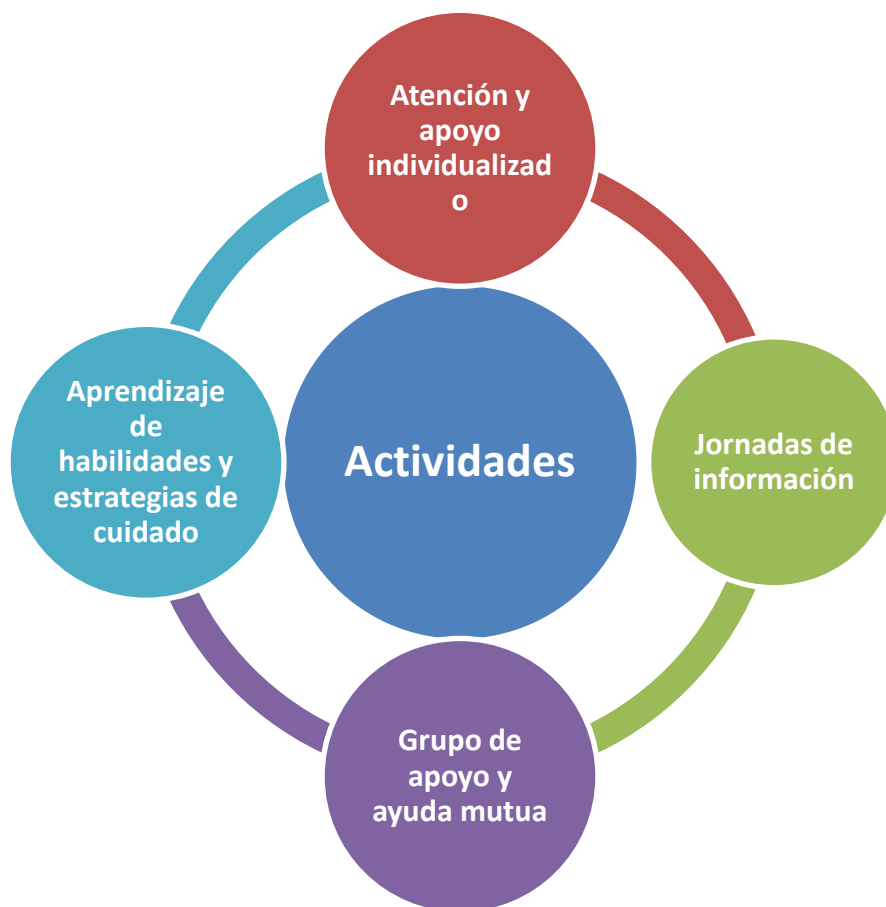 Atención y
apoyo
individualizad
o
Aprendizaje
de
habilidades y
estrategias de
cuidado
Actividades
Jornadas de
información
Grupo de
apoyo y
ayuda mutua